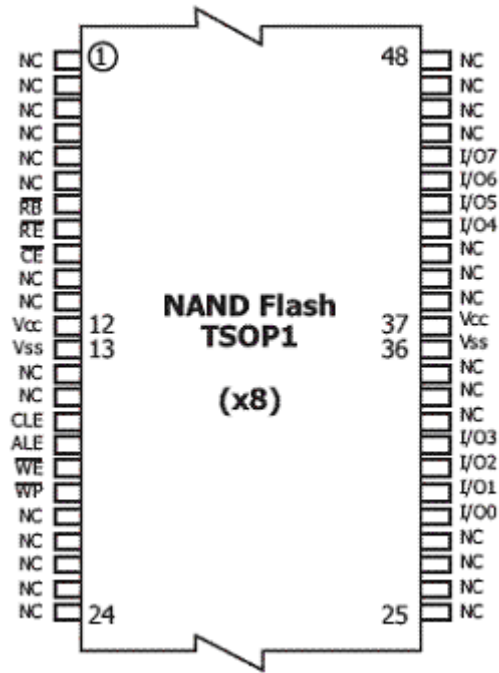 NC 1 48 NC
NC NC
NC NC
NC NC
NC I/O7
NC I/O6
R̅B̅ I/O5
R̅E̅ I/O4
C̅E̅ NC
NC NC
NC NC
NAND Flash
Vcc 12 37 Vcc
TSOP1
Vss 13 36 Vss
NC NC
NC NC
(x8)
CLE NC
ALE I/O3
W̅E̅ I/O2
W̅P̅ I/O1
NC I/O0
NC NC
NC NC
NC NC
NC 24 25 NC